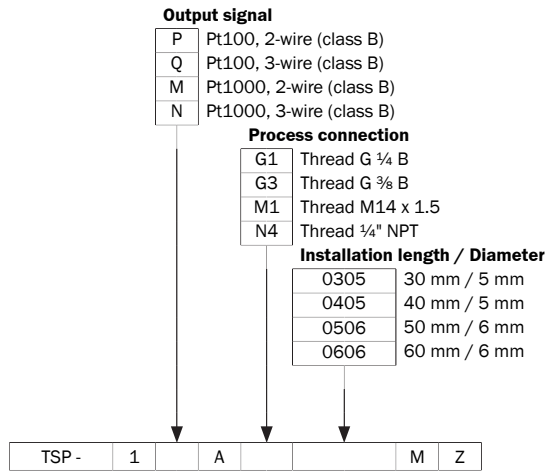 Output signal
P Pt100, 2-wire (class B)
Q Pt100, 3-wire (class B)
M Pt1000, 2-wire (class B)
N Pt1000, 3-wire (class B)
Process connection
G1 Thread G ¼ B
G3 Thread G ⅜ B
M1 Thread M14 x 1.5
N4 Thread ¼" NPT
Installation length / Diameter
0305 30 mm / 5 mm
0405 40 mm / 5 mm
0506 50 mm / 6 mm
0606 60 mm / 6 mm
TSP - 1 A M Z